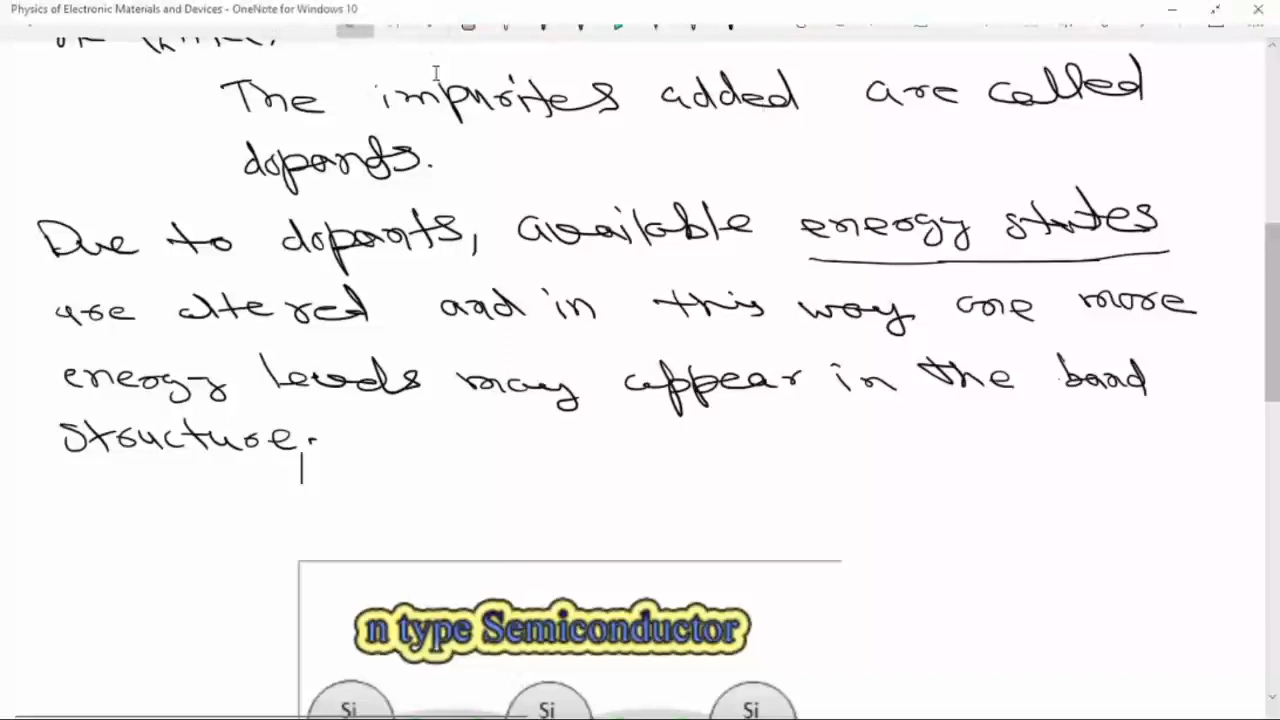 Physics of Electronic Materials and Devices - OneNote for Windows 10
The impurites added are called
dopants.
Due to dopants, available energy states
are altered and in this way one more
energy levels may appear in the band
structure.
n type Semiconductor
Si Si Si